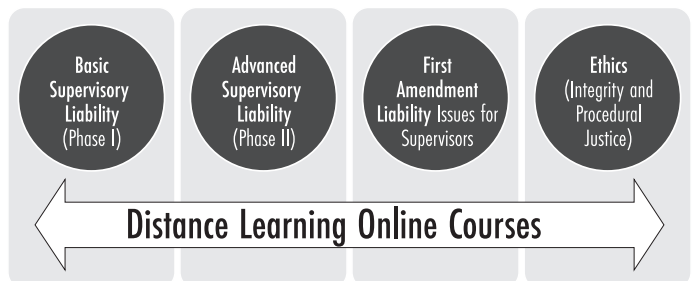 Basic
Supervisory
Liability
(Phase I)
Advanced
Supervisory
Liability
(Phase II)
First
Amendment
Liability Issues for
Supervisors
Ethics
(Integrity and
Procedural
Justice)
Distance Learning Online Courses